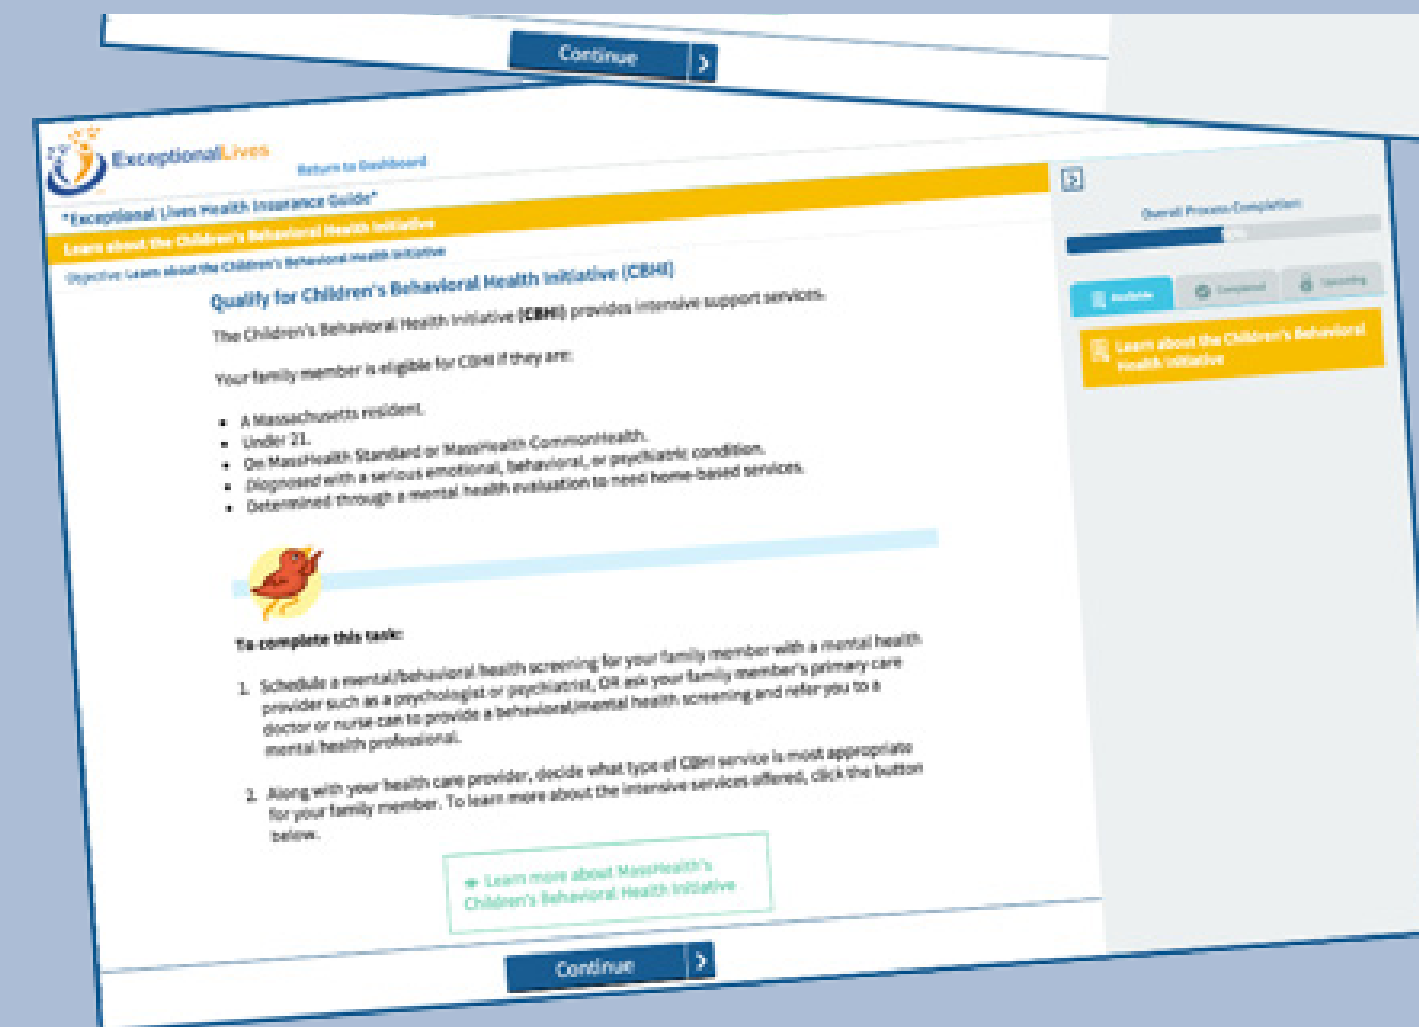 Continue
ExceptionalLives
Return to Dashboard
"Exceptional Lives Health Insurance Guide"
Learn about the Children's Behavioral Health Initiative
Objective: Learn about the Children's Behavioral Health Initiative
Qualify for Children's Behavioral Health Initiative (CBHI)
The Children's Behavioral Health Initiative (CBHI) provides intensive support services.
Your family member is eligible for CBHI if they are:
• A Massachusetts resident.
• Under 21.
• On MassHealth Standard or MassHealth CommonHealth.
• Diagnosed with a serious emotional, behavioral, or psychiatric condition.
• Determined through a mental health evaluation to need home-based services.
To complete this task:
1. Schedule a mental/behavioral health screening for your family member with a mental health
provider such as a psychologist or psychiatrist, OR ask your family member's primary care
doctor or nurse can to provide a behavioral/mental health screening and refer you to a
mental health professional.
2. Along with your health care provider, decide what type of CBHI service is most appropriate
for your family member. To learn more about the intensive services offered, click the button
below.
Learn more about MassHealth's
Children's Behavioral Health Initiative
Continue
Overall Process Completion:
Available
Completed
Upcoming
Learn about the Children's Behavioral
Health Initiative